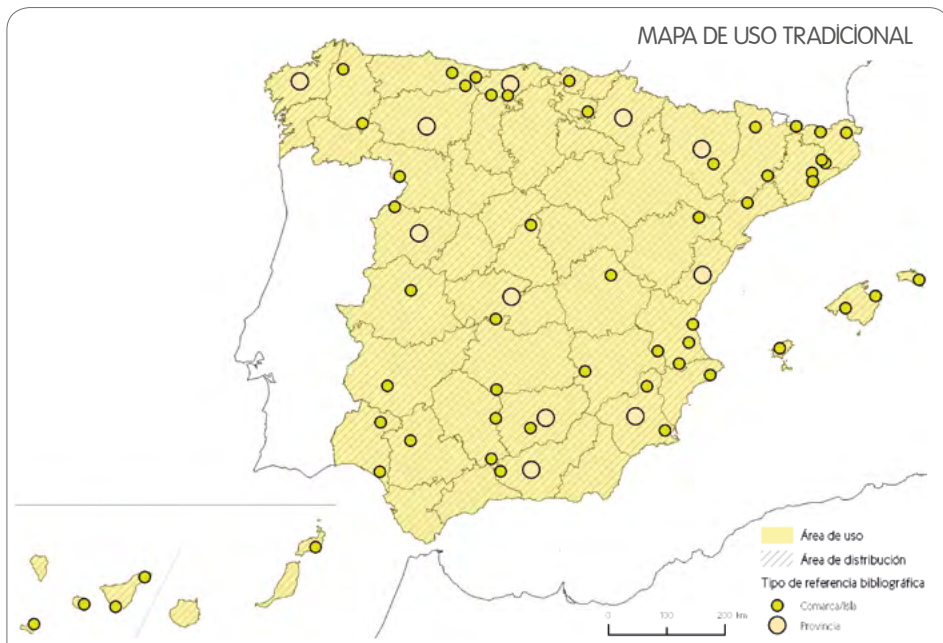 MAPA DE USO TRADICIONAL
Área de uso
Área de distribución
Tipo de referencia bibliográfica
Comarca/Isla
Provincia
0 100 200 km